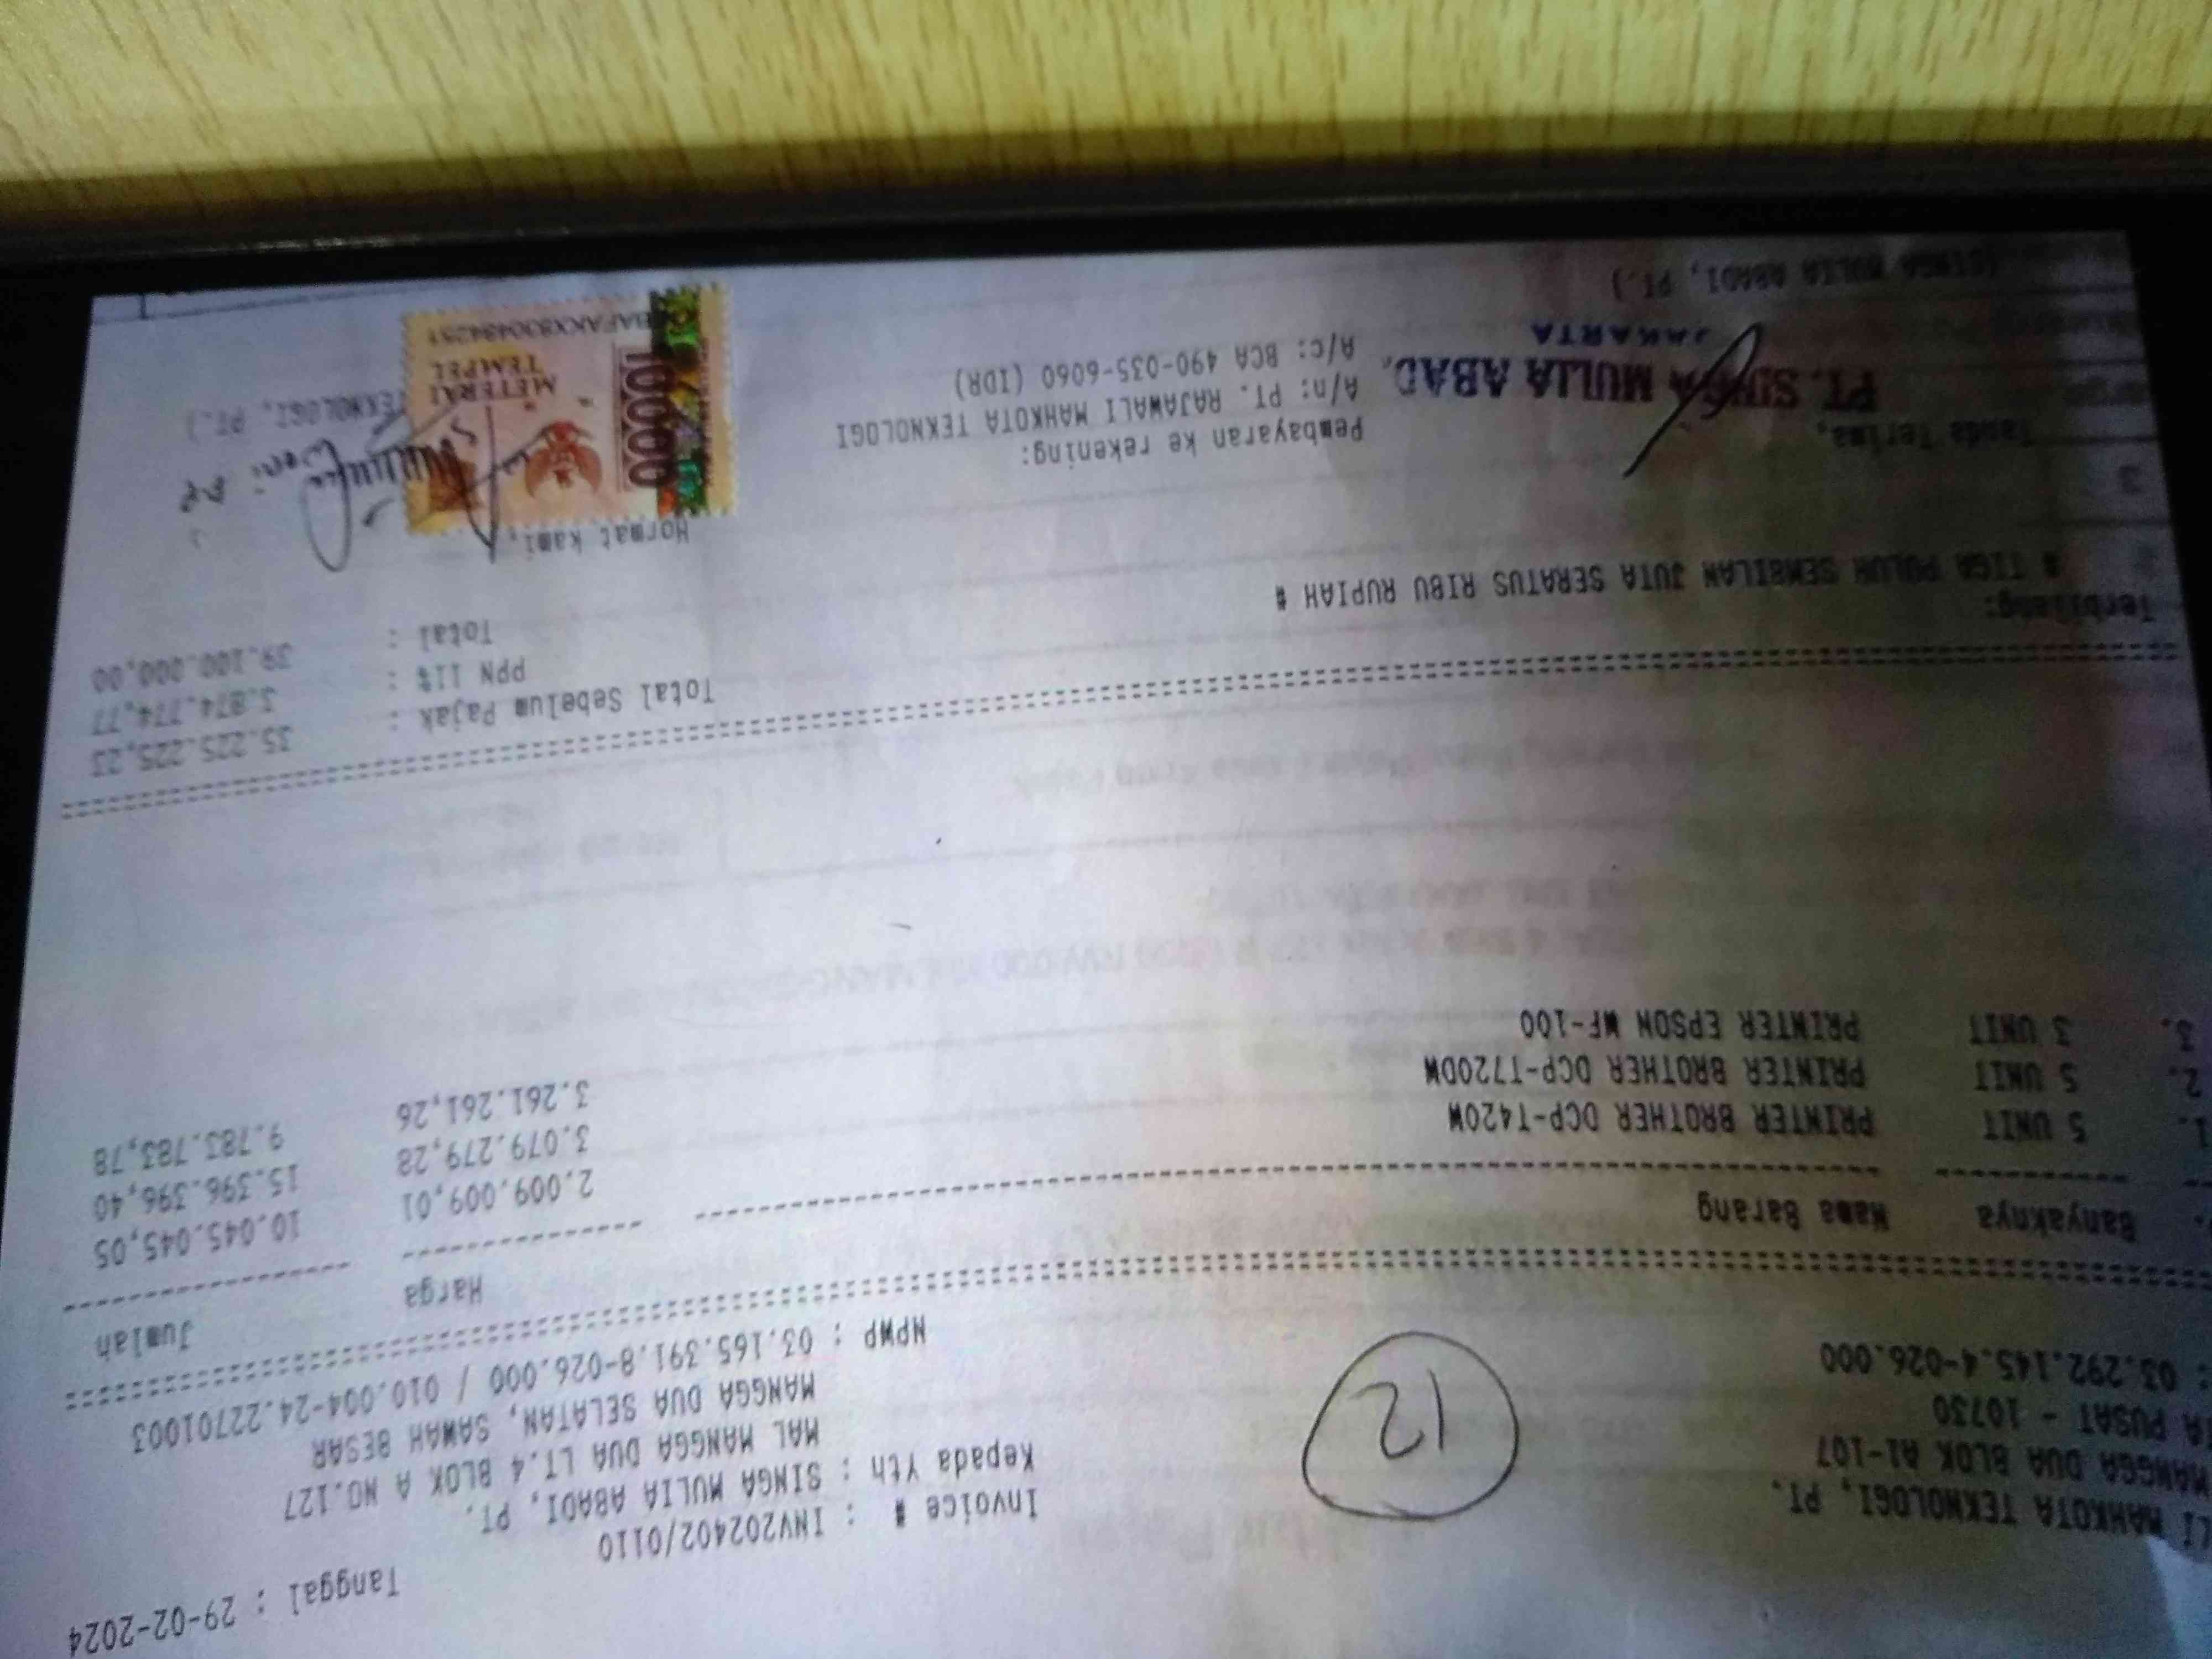 Tanggal : 29-02-2024
LI MAHKOTA TEKNOLOGI, PT.
MANGGA DUA BLOK A1-107
TA PUSAT - 10730
: 03.292.145.4-026.000
12
Invoice # : INV202402/0110
Kepada Yth : SINGA MULIA ABADI, PT.
MAL MANGGA DUA LT.4 BLOK A NO.127
MANGGA DUA SELATAN, SAWAH BESAR
NPWP : 03.165.391.8-026.000 / 010.004-24.22701003
Banyaknya Nama Barang Harga Jumlah
1. 5 UNIT PRINTER BROTHER DCP-T420W 2.009.009,01 10.045.045,05
2. 5 UNIT PRINTER BROTHER DCP-T720DW 3.079.279,28 15.396.396,40
3. 3 UNIT PRINTER EPSON WF-100 3.261.261,26 9.783.783,78
Total Sebelum Pajak : 35.225.225,23
PPN 11% : 3.874.774,77
Total : 39.100.000,00
Terbilang:
# TIGA PULUH SEMBILAN JUTA SERATUS RIBU RUPIAH #
Tanda Terima,
PT. SINGA MULIA ABADI
JAKARTA
(SINGA MULIA ABADI, PT.)
Pembayaran ke rekening:
A/n: PT. RAJAWALI MAHKOTA TEKNOLOGI
A/c: BCA 490-035-6060 (IDR)
Hormat kami,
10000
METERAI
TEMPEL
BAFAKX830484251
TEKNOLOGI, PT.)